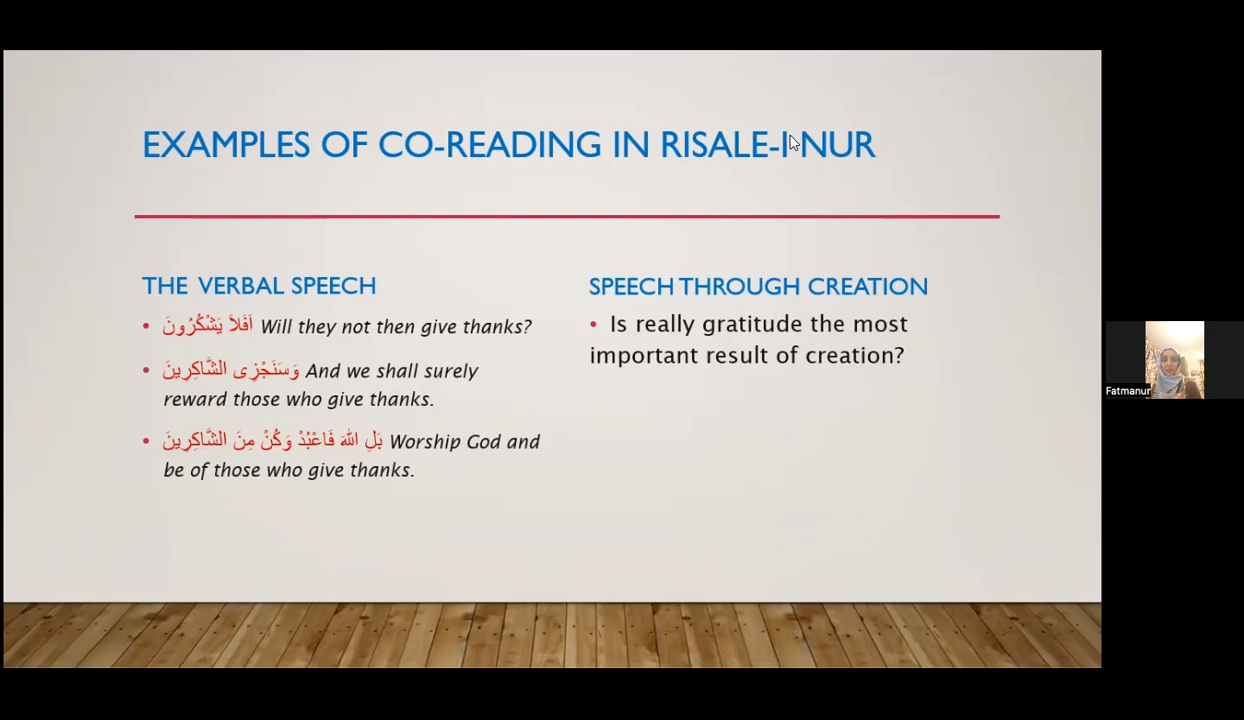 EXAMPLES OF CO-READING IN RISALE-I-NUR
THE VERBAL SPEECH
• اَفَلاَ يَشْكُرُونَ Will they not then give thanks?
• وَسَنَجْزِى الشَّاكِرِينَ And we shall surely
reward those who give thanks.
• بَلِ اللهَ فَاعْبُدْ وَكُنْ مِنَ الشَّاكِرِينَ Worship God and
be of those who give thanks.
SPEECH THROUGH CREATION
• Is really gratitude the most
important result of creation?
Fatmanur